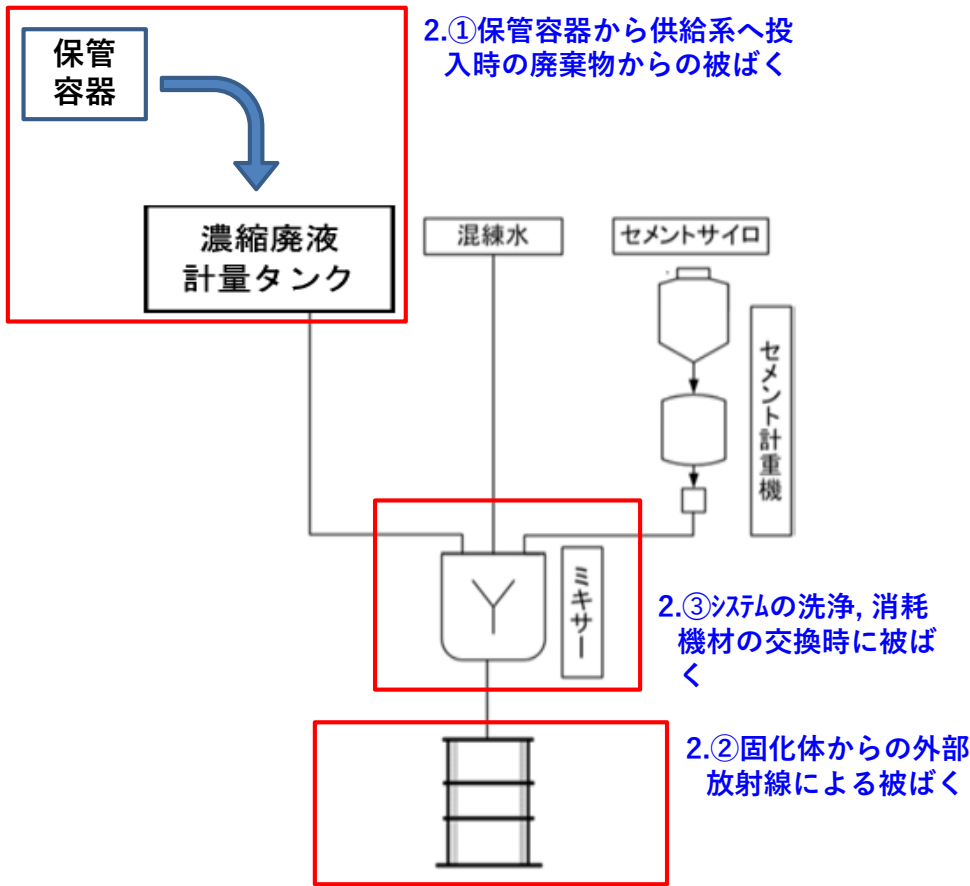 保管
容器
2.①保管容器から供給系へ投
入時の廃棄物からの被ばく
濃縮廃液
計量タンク
混練水
セメントサイロ
セメント計重機
ミキサー
2.③ｼｽﾃﾑの洗浄, 消耗
機材の交換時に被ば
く
2.②固化体からの外部
放射線による被ばく